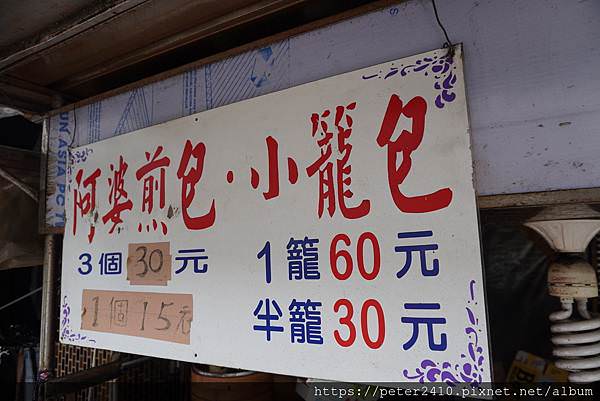 阿婆煎包·小籠包
3個30元
1個15元
1籠60元
半籠30元
https://peter2410.pixnet.net/album